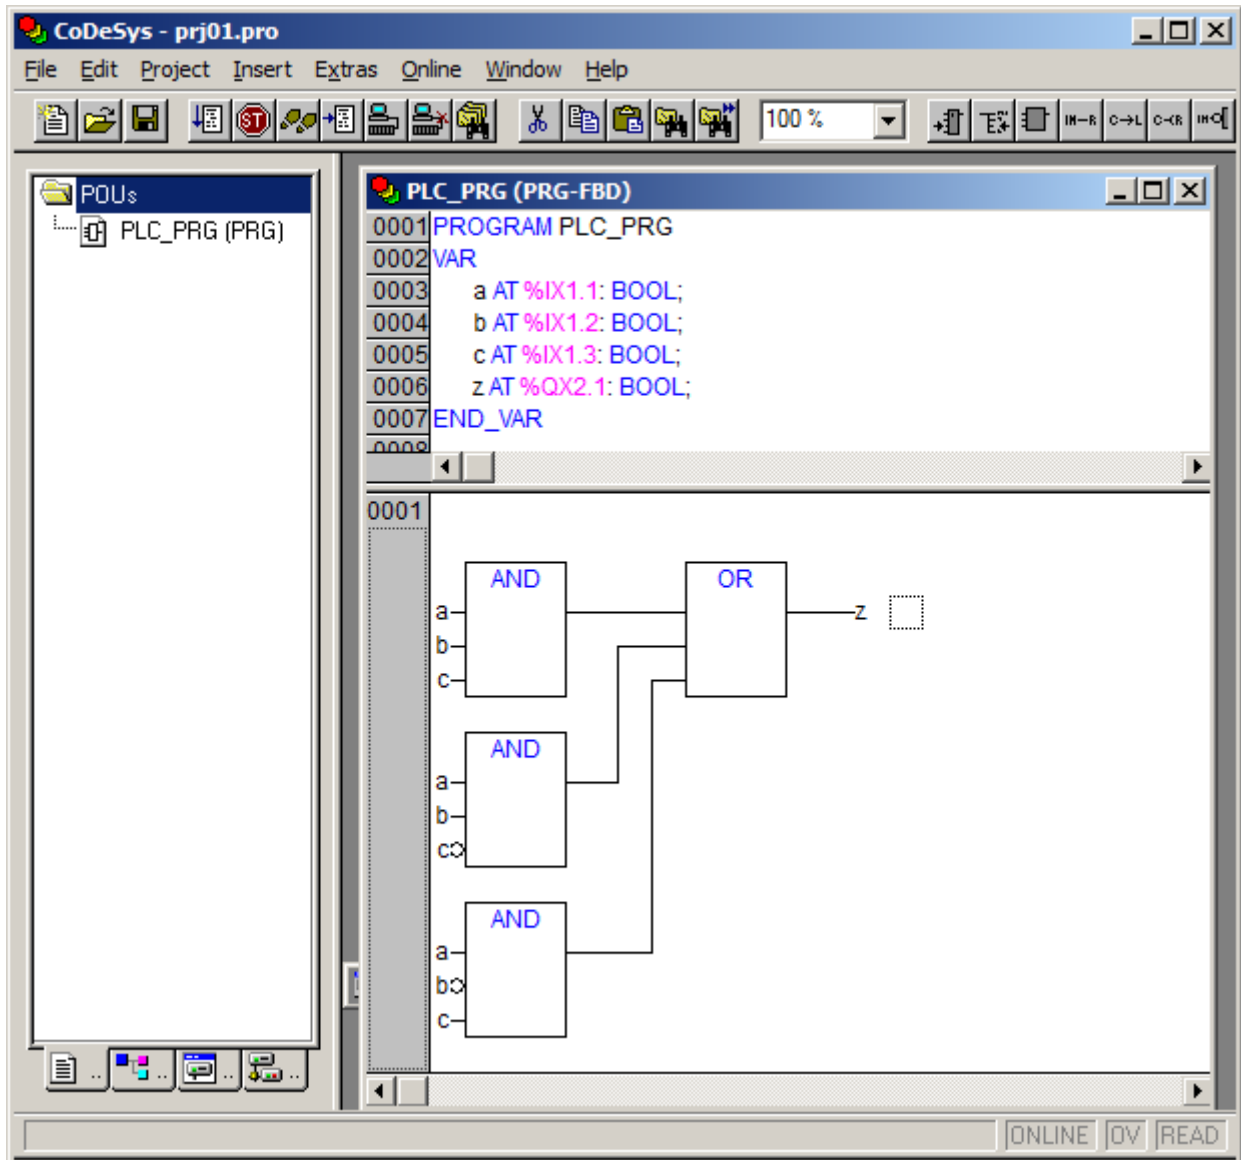 CoDeSys - prj01.pro
File Edit Project Insert Extras Online Window Help
100 %
POUs
PLC_PRG (PRG)
PLC_PRG (PRG-FBD)
0001 PROGRAM PLC_PRG
0002 VAR
0003 a AT %IX1.1: BOOL;
0004 b AT %IX1.2: BOOL;
0005 c AT %IX1.3: BOOL;
0006 z AT %QX2.1: BOOL;
0007 END_VAR
0008
0001
AND OR
a z
b
c
AND
a
b
c
AND
a
b
c
ONLINE OV READ